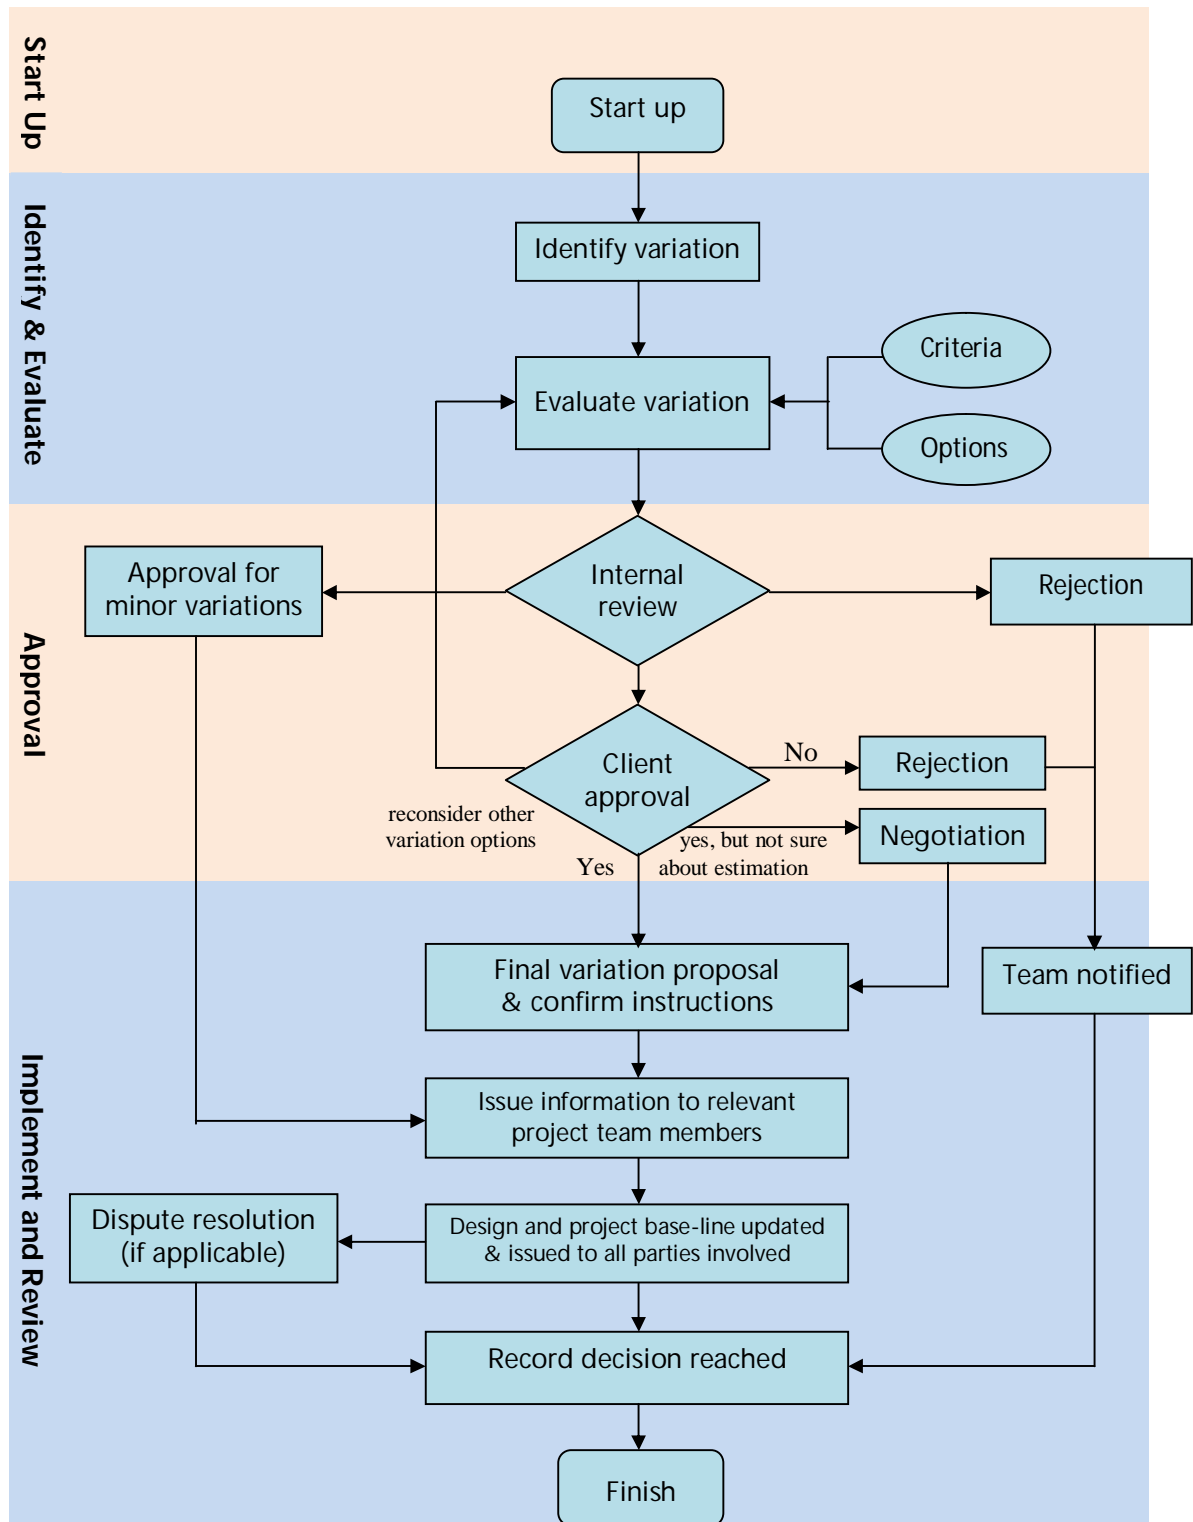 Start Up
Start up
Identify & Evaluate
Identify variation
Evaluate variation
Criteria
Options
Approval
Approval for
minor variations
Internal
review
Rejection
Client
approval
No
Rejection
reconsider other
variation options
yes, but not sure
about estimation
Negotiation
Yes
Implement and Review
Final variation proposal
& confirm instructions
Team notified
Issue information to relevant
project team members
Dispute resolution
(if applicable)
Design and project base-line updated
& issued to all parties involved
Record decision reached
Finish